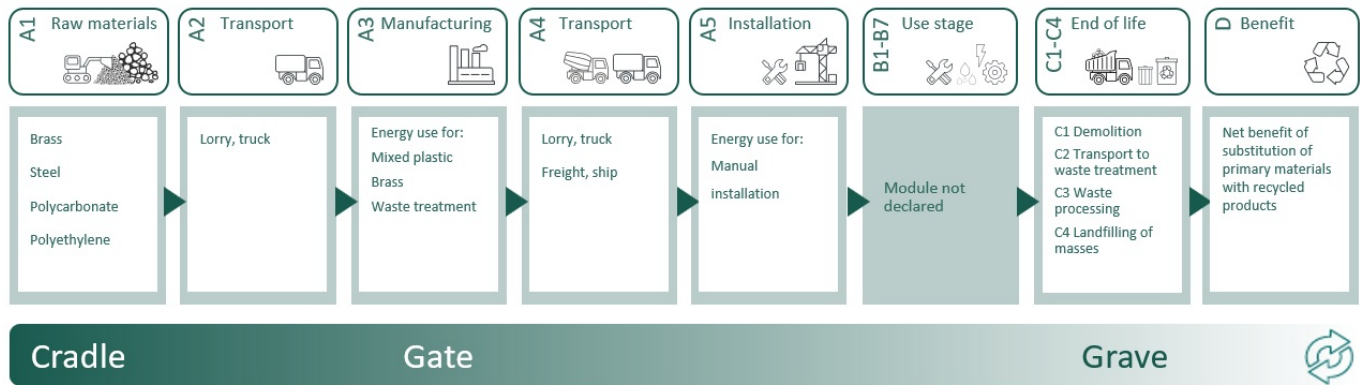 A1 Raw materials
A2 Transport
A3 Manufacturing
A4 Transport
A5 Installation
B1-B7 Use stage
C1-C4 End of life
D Benefit
Brass
Steel
Polycarbonate
Polyethylene
Lorry, truck
Energy use for:
Mixed plastic
Brass
Waste treatment
Lorry, truck
Freight, ship
Energy use for:
Manual
installation
Module not
declared
C1 Demolition
C2 Transport to
waste treatment
C3 Waste
processing
C4 Landfilling of
masses
Net benefit of
substitution of
primary materials
with recycled
products
Cradle
Gate
Grave